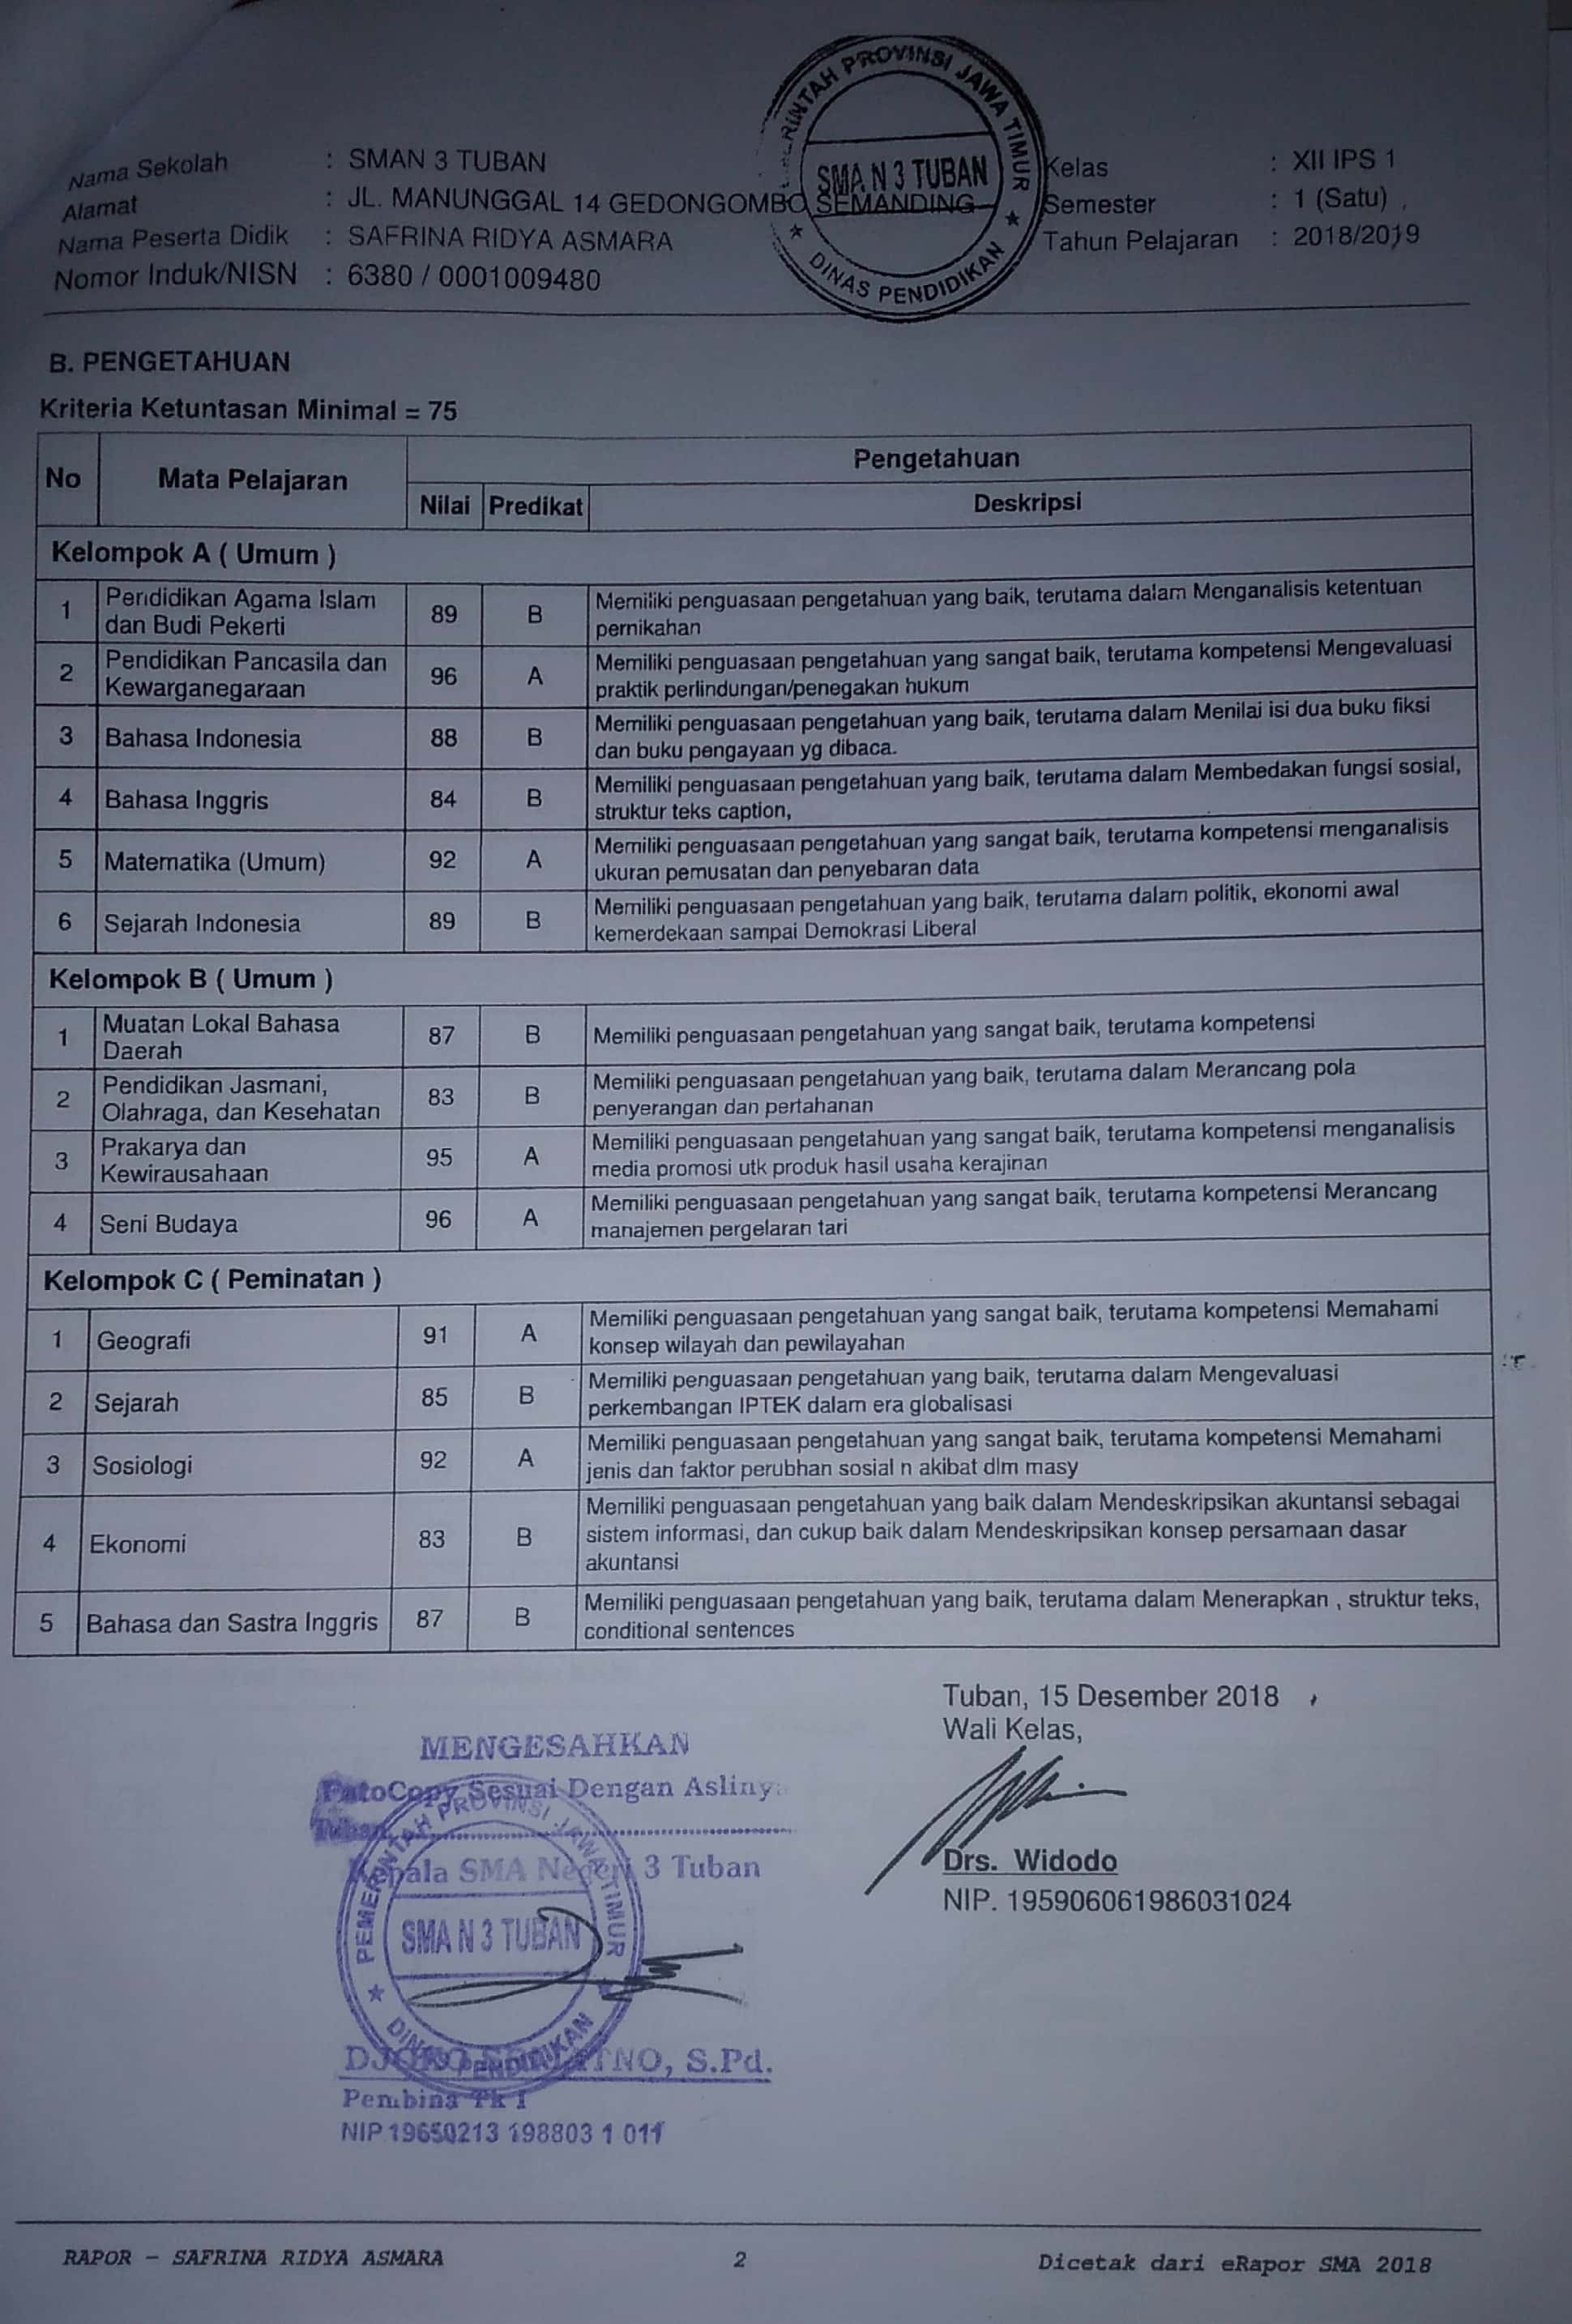 PEMERINTAH PROVINSI JAWA TIMUR
SMA N 3 TUBAN
DINAS PENDIDIKAN
Nama Sekolah : SMAN 3 TUBAN
Alamat : JL. MANUNGGAL 14 GEDONGOMBO SEMANDING
Nama Peserta Didik : SAFRINA RIDYA ASMARA
Nomor Induk/NISN : 6380 / 0001009480
Kelas : XII IPS 1
Semester : 1 (Satu)
Tahun Pelajaran : 2018/2019
B. PENGETAHUAN
Kriteria Ketuntasan Minimal = 75
No Mata Pelajaran Pengetahuan
Nilai Predikat Deskripsi
Kelompok A ( Umum )
1 Pendidikan Agama Islam dan Budi Pekerti 89 B Memiliki penguasaan pengetahuan yang baik, terutama dalam Menganalisis ketentuan
pernikahan
2 Pendidikan Pancasila dan Kewarganegaraan 96 A Memiliki penguasaan pengetahuan yang sangat baik, terutama kompetensi Mengevaluasi
praktik perlindungan/penegakan hukum
3 Bahasa Indonesia 88 B Memiliki penguasaan pengetahuan yang baik, terutama dalam Menilai isi dua buku fiksi
dan buku pengayaan yg dibaca.
4 Bahasa Inggris 84 B Memiliki penguasaan pengetahuan yang baik, terutama dalam Membedakan fungsi sosial,
struktur teks caption,
5 Matematika (Umum) 92 A Memiliki penguasaan pengetahuan yang sangat baik, terutama kompetensi menganalisis
ukuran pemusatan dan penyebaran data
6 Sejarah Indonesia 89 B Memiliki penguasaan pengetahuan yang baik, terutama dalam politik, ekonomi awal
kemerdekaan sampai Demokrasi Liberal
Kelompok B ( Umum )
1 Muatan Lokal Bahasa Daerah 87 B Memiliki penguasaan pengetahuan yang sangat baik, terutama kompetensi
2 Pendidikan Jasmani, Olahraga, dan Kesehatan 83 B Memiliki penguasaan pengetahuan yang baik, terutama dalam Merancang pola
penyerangan dan pertahanan
3 Prakarya dan Kewirausahaan 95 A Memiliki penguasaan pengetahuan yang sangat baik, terutama kompetensi menganalisis
media promosi utk produk hasil usaha kerajinan
4 Seni Budaya 96 A Memiliki penguasaan pengetahuan yang sangat baik, terutama kompetensi Merancang
manajemen pergelaran tari
Kelompok C ( Peminatan )
1 Geografi 91 A Memiliki penguasaan pengetahuan yang sangat baik, terutama kompetensi Memahami
konsep wilayah dan pewilayahan
2 Sejarah 85 B Memiliki penguasaan pengetahuan yang baik, terutama dalam Mengevaluasi
perkembangan IPTEK dalam era globalisasi
3 Sosiologi 92 A Memiliki penguasaan pengetahuan yang sangat baik, terutama kompetensi Memahami
jenis dan faktor perubhan sosial n akibat dlm masy
4 Ekonomi 83 B Memiliki penguasaan pengetahuan yang baik dalam Mendeskripsikan akuntansi sebagai
sistem informasi, dan cukup baik dalam Mendeskripsikan konsep persamaan dasar
akuntansi
5 Bahasa dan Sastra Inggris 87 B Memiliki penguasaan pengetahuan yang baik, terutama dalam Menerapkan , struktur teks,
conditional sentences
Tuban, 15 Desember 2018
Wali Kelas,
Drs. Widodo
NIP. 195906061986031024
MENGESAHKAN
FotoCopy Sesuai Dengan Aslinya
Tuban,
Kepala SMA Negeri 3 Tuban
PEMERINTAH PROVINSI JAWA TIMUR
SMA N 3 TUBAN
DINAS PENDIDIKAN
S.Pd.
Pembina Tk I
NIP 19650213 198803 1 011
RAPOR - SAFRINA RIDYA ASMARA
2
Dicetak dari eRapor SMA 2018